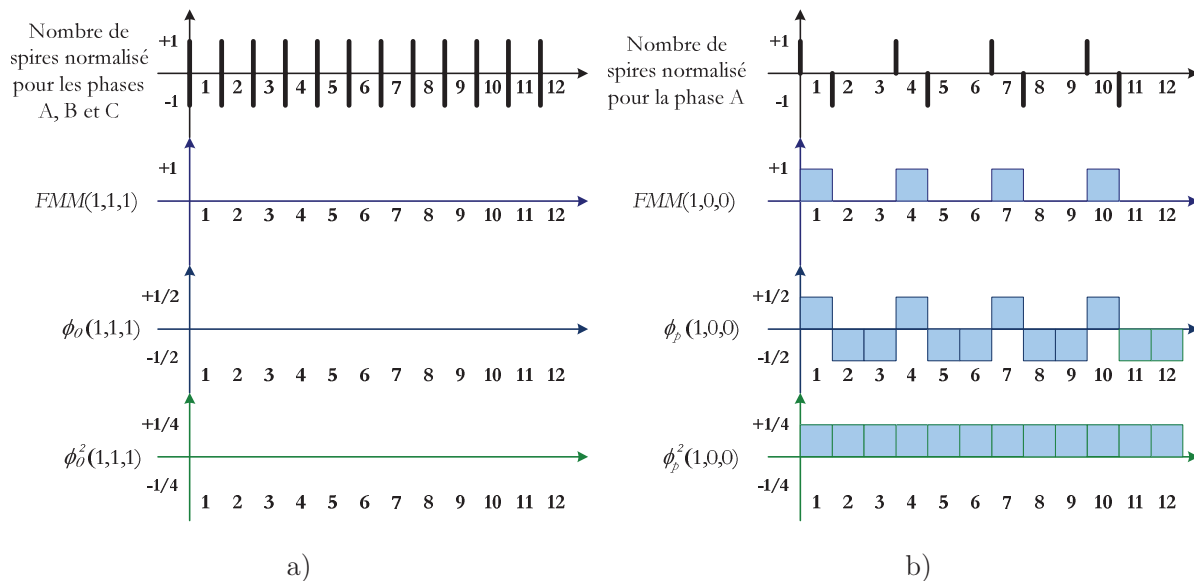 Nombre de
spires normalisé
pour les phases
A, B et C
+1
-1
1 2 3 4 5 6 7 8 9 10 11 12
FMM(1,1,1)
+1
1 2 3 4 5 6 7 8 9 10 11 12
ϕ₀(1,1,1)
+1/2
-1/2
1 2 3 4 5 6 7 8 9 10 11 12
ϕ₀²(1,1,1)
+1/4
-1/4
1 2 3 4 5 6 7 8 9 10 11 12
a)
Nombre de
spires normalisé
pour la phase A
+1
-1
1 2 3 4 5 6 7 8 9 10 11 12
FMM(1,0,0)
+1
1 2 3 4 5 6 7 8 9 10 11 12
ϕₚ(1,0,0)
+1/2
-1/2
1 2 3 4 5 6 7 8 9 10 11 12
ϕₚ²(1,0,0)
+1/4
-1/4
1 2 3 4 5 6 7 8 9 10 11 12
b)